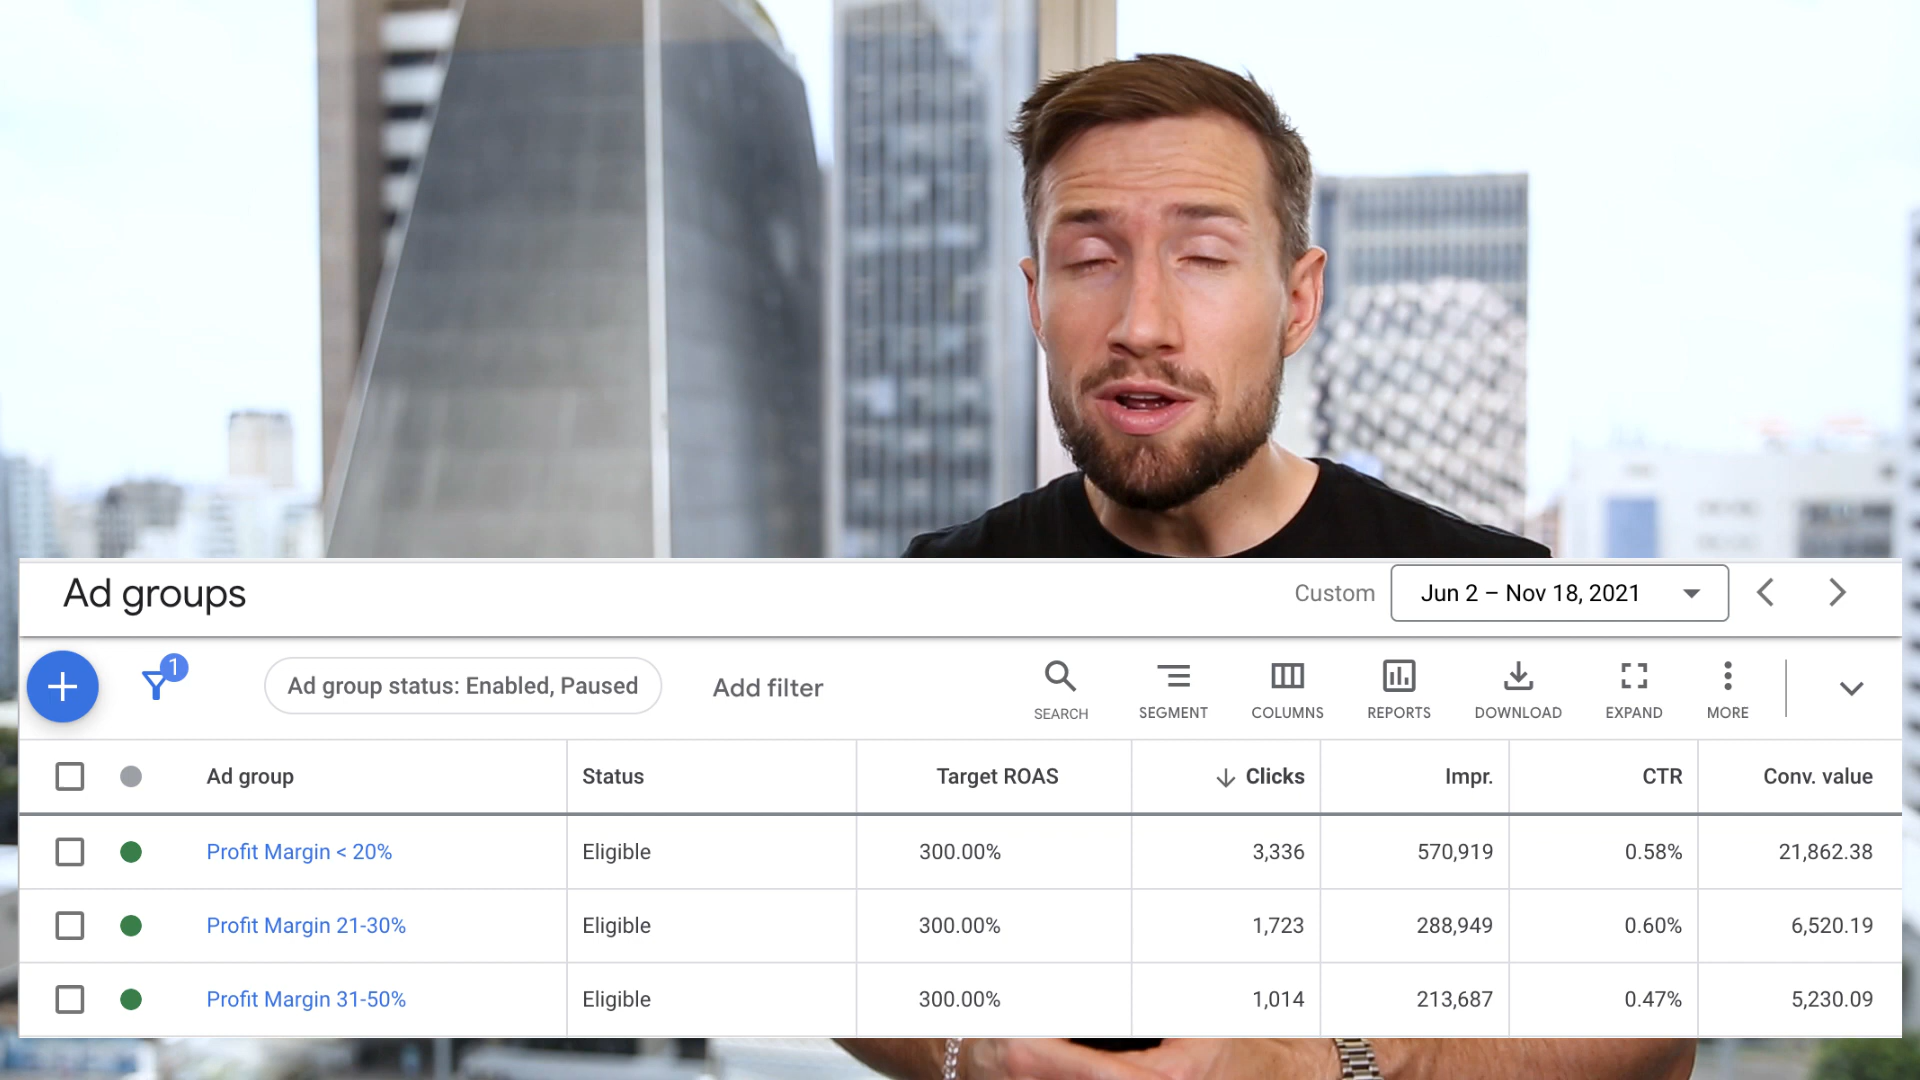 Ad groups
Custom Jun 2 – Nov 18, 2021
1
Ad group status: Enabled, Paused Add filter
SEARCH SEGMENT COLUMNS REPORTS DOWNLOAD EXPAND MORE
Ad group Status Target ROAS Clicks Impr. CTR Conv. value
Profit Margin < 20% Eligible 300.00% 3,336 570,919 0.58% 21,862.38
Profit Margin 21-30% Eligible 300.00% 1,723 288,949 0.60% 6,520.19
Profit Margin 31-50% Eligible 300.00% 1,014 213,687 0.47% 5,230.09